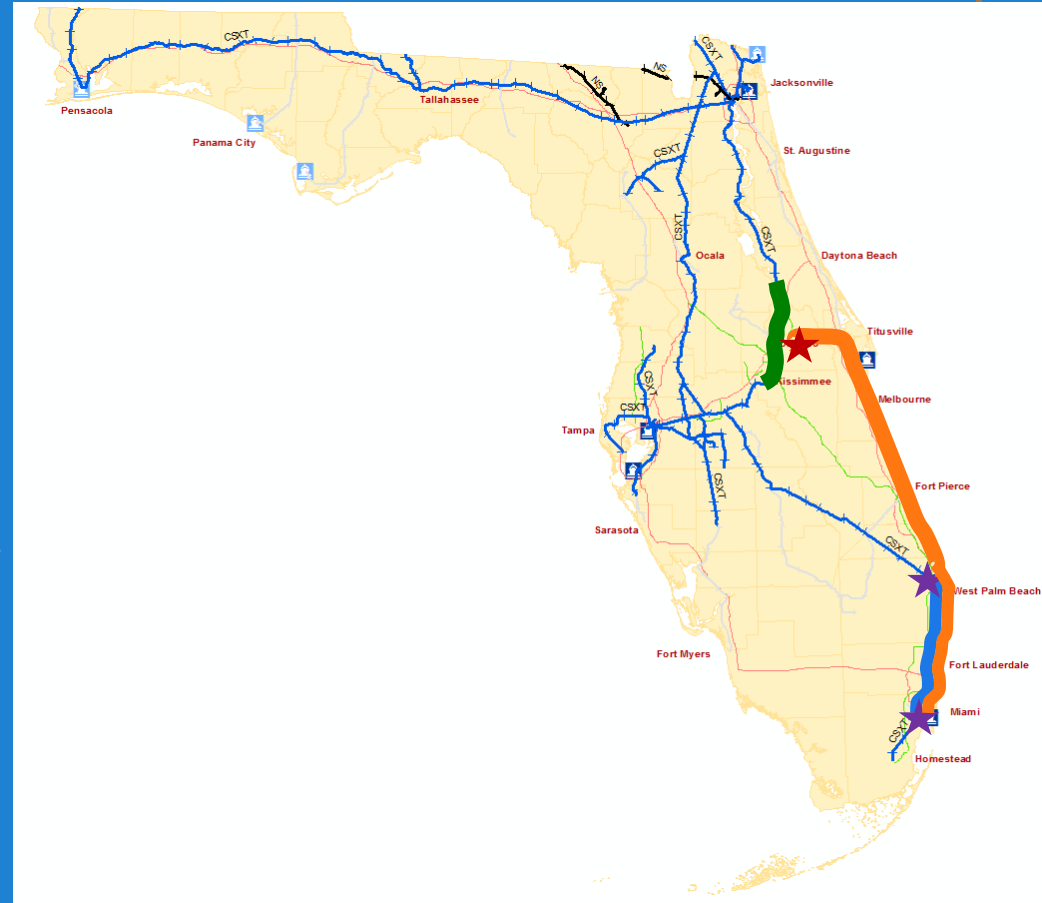 CSXT
CSXT
NS
NS
Jacksonville
Tallahassee
Pensacola
Panama City
St. Augustine
CSXT
CSXT
CSXT
Ocala
Daytona Beach
Titusville
Kissimmee
CSXT
Melbourne
CSXT
Tampa
CSXT
Fort Pierce
Sarasota
CSXT
West Palm Beach
Fort Myers
Fort Lauderdale
Miami
CSXT
Homestead